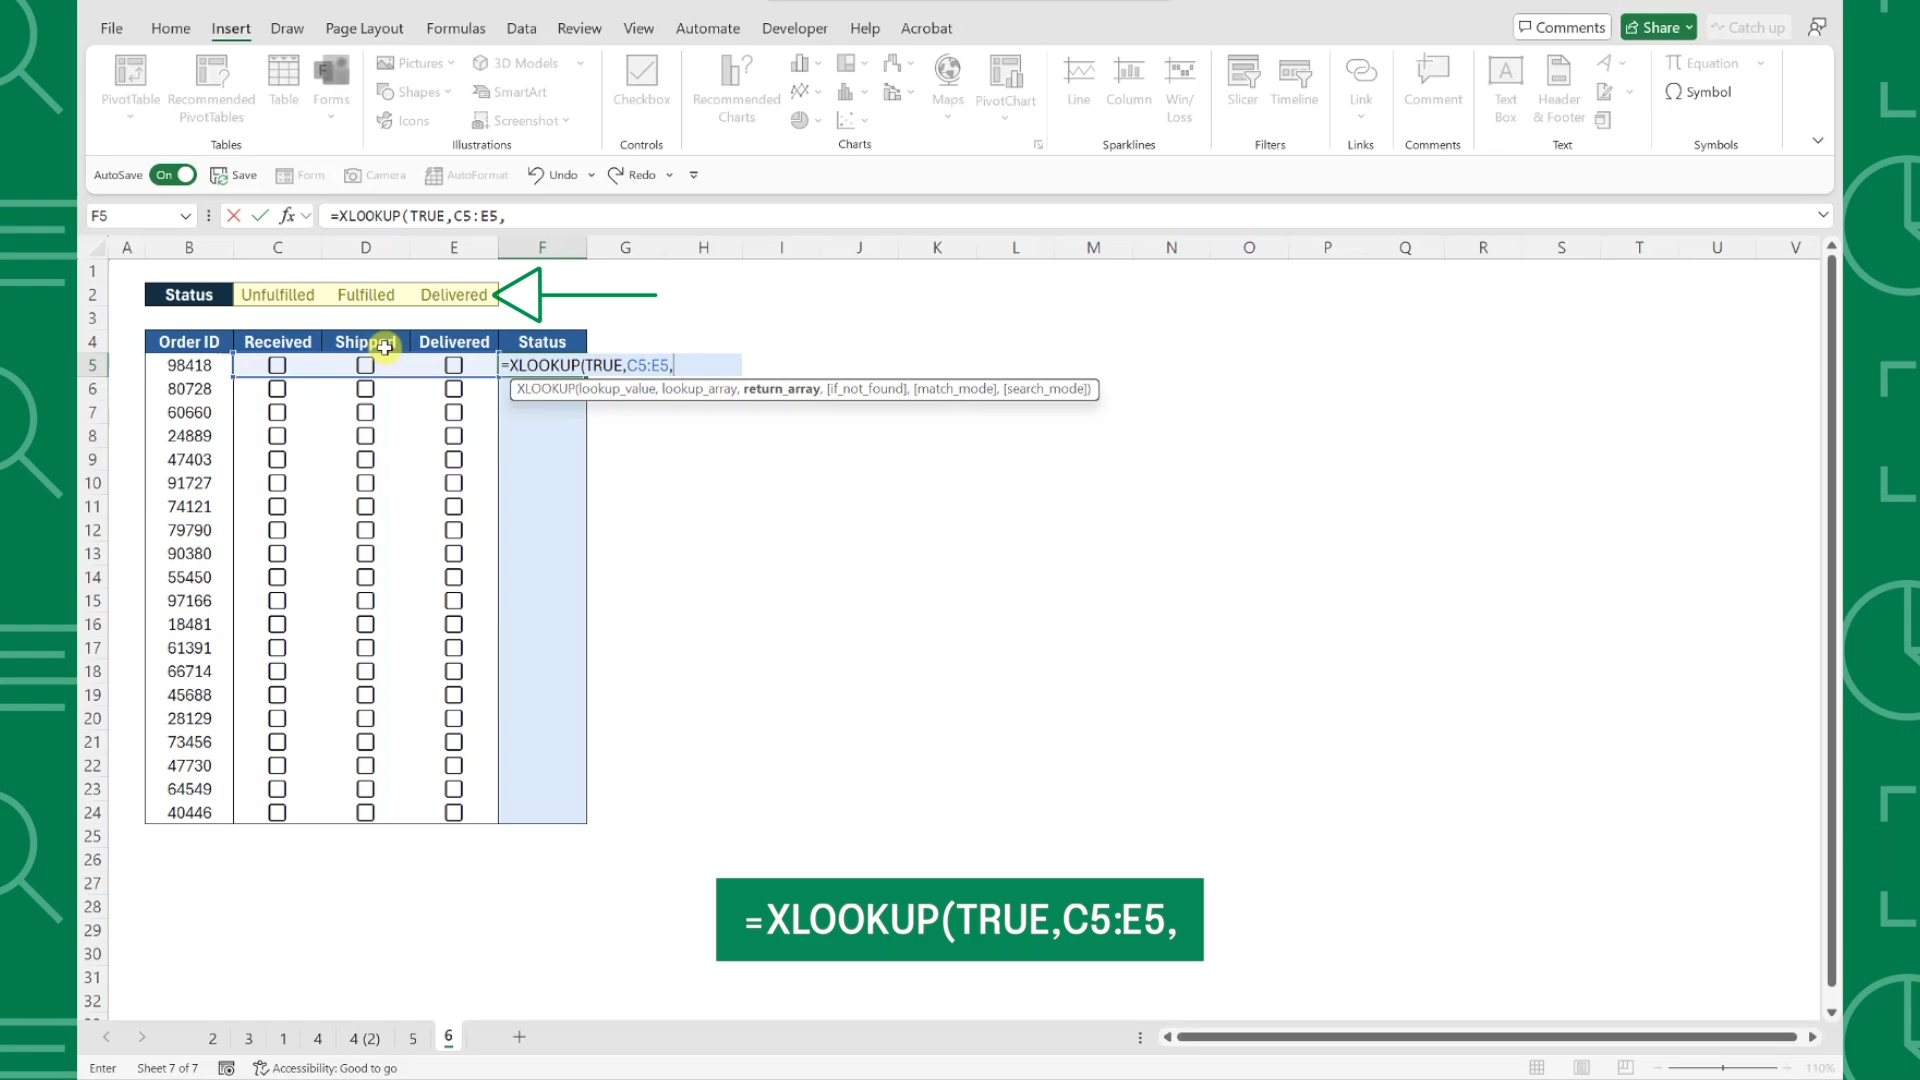 File Home Insert Draw Page Layout Formulas Data Review View Automate Developer Help Acrobat
Comments Share Catch up
PivotTable Recommended PivotTables Table Forms
Tables
Pictures Shapes Icons 3D Models SmartArt Screenshot
Illustrations
Checkbox
Controls
Recommended Charts Maps PivotChart
Charts
Line Column Win/Loss
Sparklines
Slicer Timeline
Filters
Link
Links
Comment
Comments
Text Box Header & Footer
Text
Equation Symbol
Symbols
AutoSave On Save Form Camera AutoFormat Undo Redo
F5 fx =XLOOKUP(TRUE,C5:E5,
A B C D E F G H I J K L M N O P Q R S T U V
1
2 Status Unfulfilled Fulfilled Delivered
3
4 Order ID Received Shipped Delivered Status
5 98418 =XLOOKUP(TRUE,C5:E5,
XLOOKUP(lookup_value, lookup_array, return_array, [if_not_found], [match_mode], [search_mode])
6 80728
7 60660
8 24889
9 47403
10 91727
11 74121
12 79790
13 90380
14 55450
15 97166
16 18481
17 61391
18 66714
19 45688
20 28129
21 73456
22 47730
23 64549
24 40446
25
26
27
28
29
30
31
32
=XLOOKUP(TRUE,C5:E5,
2 3 1 4 4 (2) 5 6
Enter Sheet 7 of 7 Accessibility: Good to go 110%